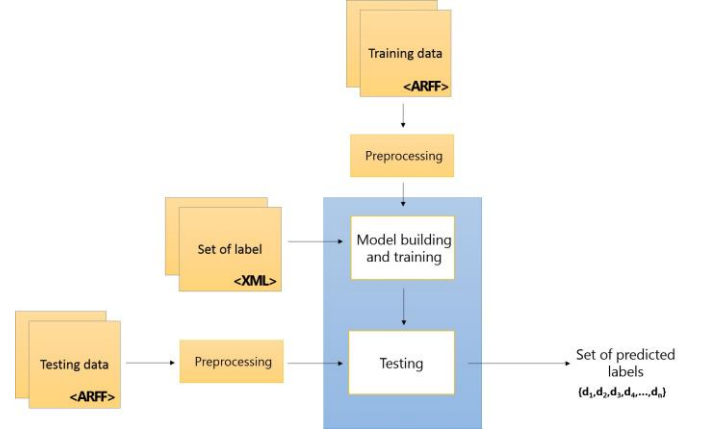 Training data
<ARFF>
Preprocessing
Set of label
<XML>
Model building
and training
Testing data
<ARFF>
Preprocessing
Testing
Set of predicted
labels
{d₁,d₂,d₃,d₄,...,dₙ}